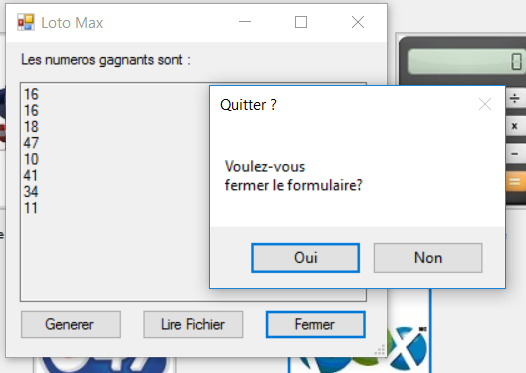 Loto Max
Les numeros gagnants sont :
16
16
18
47
10
41
34
11
Generer
Lire Fichier
Fermer
Quitter ?
Voulez-vous
fermer le formulaire?
Oui
Non
0
÷
×
−
=